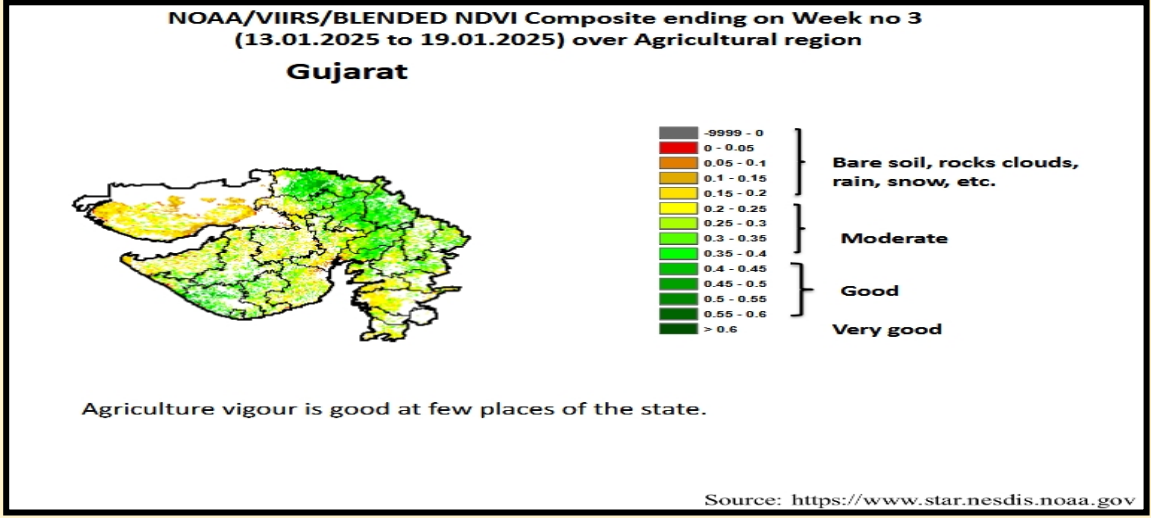 NOAA/VIIRS/BLENDED NDVI Composite ending on Week no 3
(13.01.2025 to 19.01.2025) over Agricultural region
Gujarat
-9999 - 0
0 - 0.05
0.05 - 0.1
0.1 - 0.15
0.15 - 0.2
0.2 - 0.25
0.25 - 0.3
0.3 - 0.35
0.35 - 0.4
0.4 - 0.45
0.45 - 0.5
0.5 - 0.55
0.55 - 0.6
> 0.6
Bare soil, rocks clouds,
rain, snow, etc.
Moderate
Good
Very good
Agriculture vigour is good at few places of the state.
Source: https://www.star.nesdis.noaa.gov